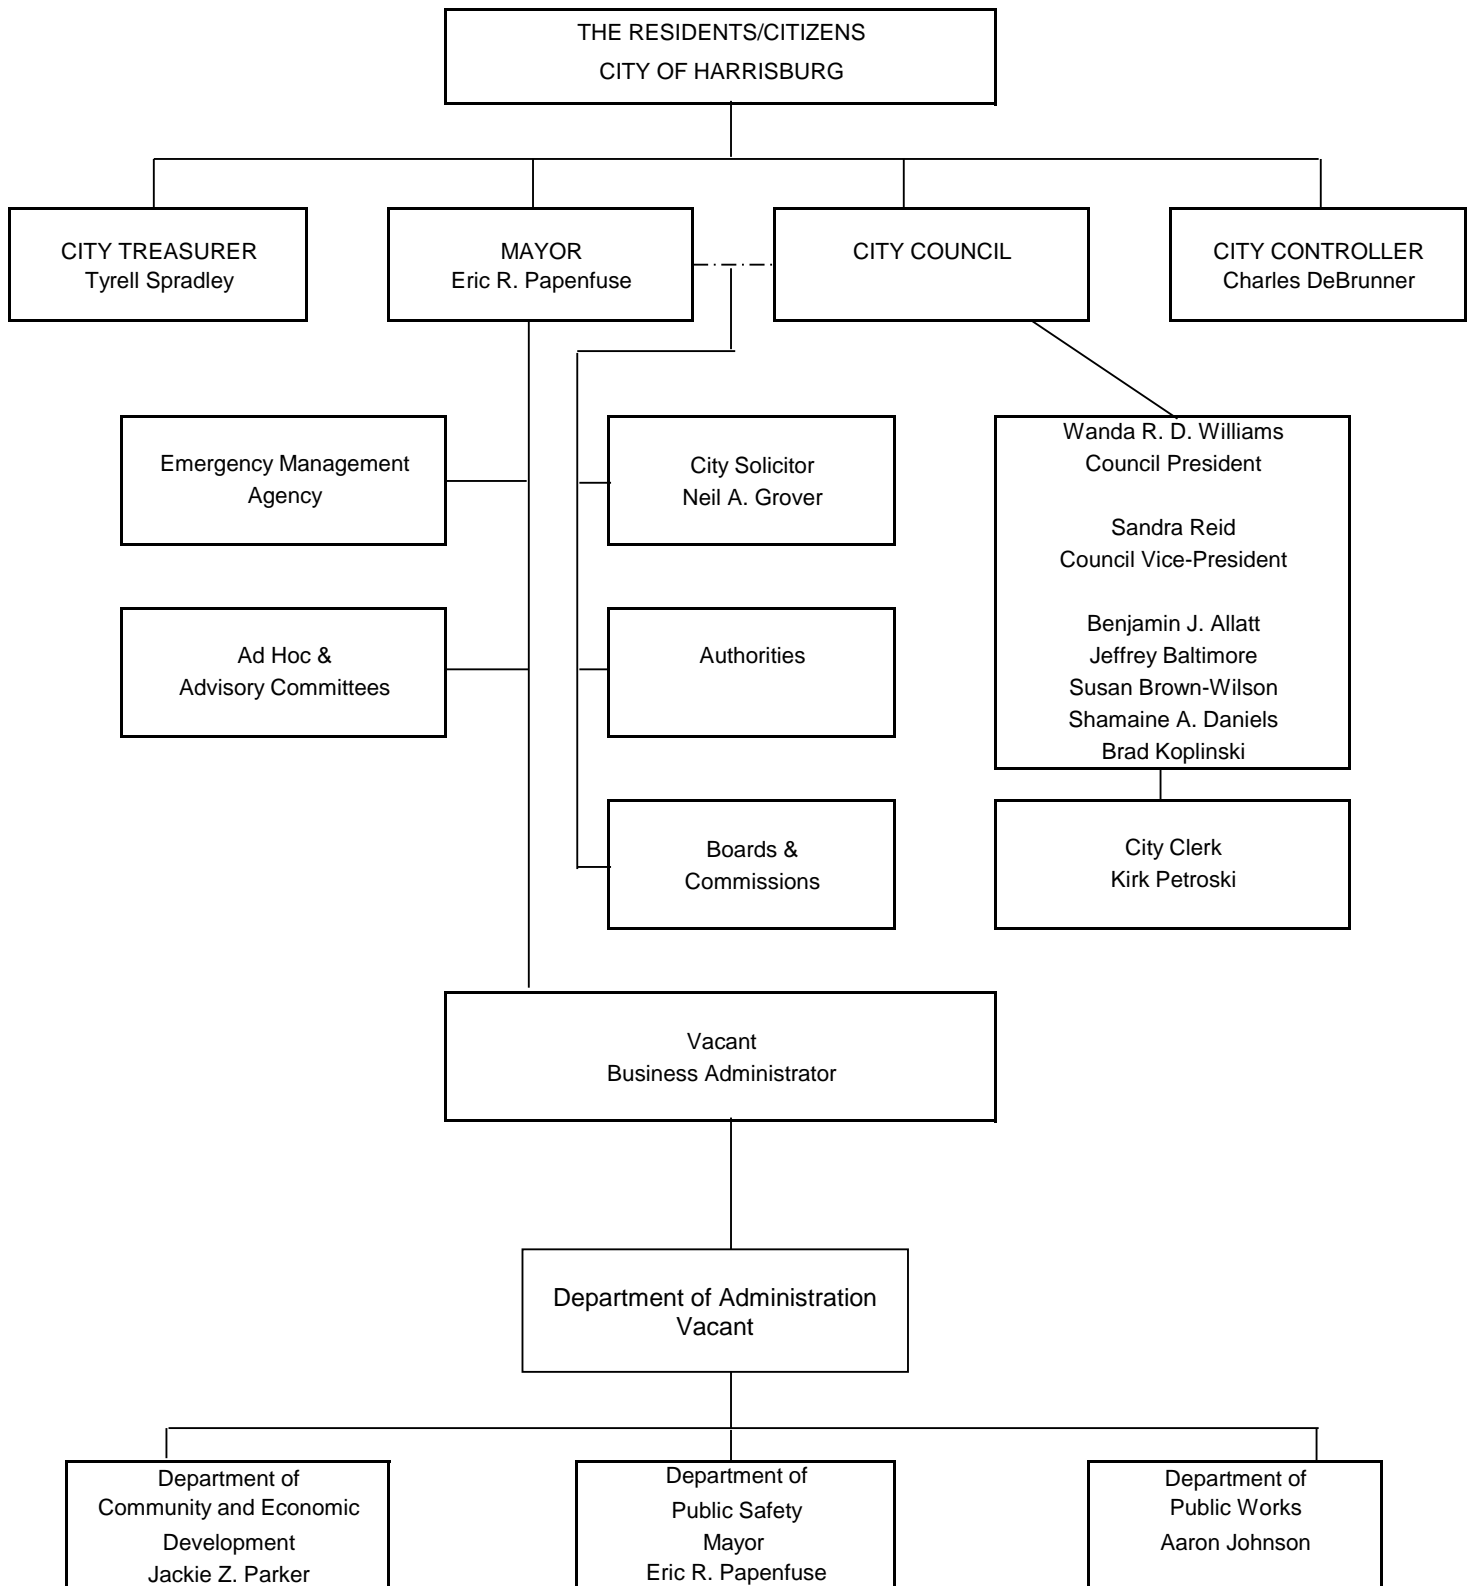 THE RESIDENTS/CITIZENS
CITY OF HARRISBURG
CITY TREASURER
Tyrell Spradley
MAYOR
Eric R. Papenfuse
CITY COUNCIL
CITY CONTROLLER
Charles DeBrunner
Emergency Management
Agency
City Solicitor
Neil A. Grover
Wanda R. D. Williams
Council President
Sandra Reid
Council Vice-President
Benjamin J. Allatt
Jeffrey Baltimore
Susan Brown-Wilson
Shamaine A. Daniels
Brad Koplinski
Ad Hoc &
Advisory Committees
Authorities
Boards &
Commissions
City Clerk
Kirk Petroski
Vacant
Business Administrator
Department of Administration
Vacant
Department of
Community and Economic
Development
Jackie Z. Parker
Department of
Public Safety
Mayor
Eric R. Papenfuse
Department of
Public Works
Aaron Johnson